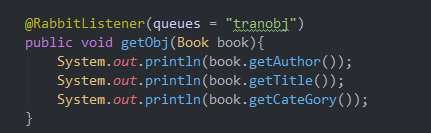 @RabbitListener(queues = "tranobj")
public void getObj(Book book){
System.out.println(book.getAuthor());
System.out.println(book.getTitle());
System.out.println(book.getCateGory());
}